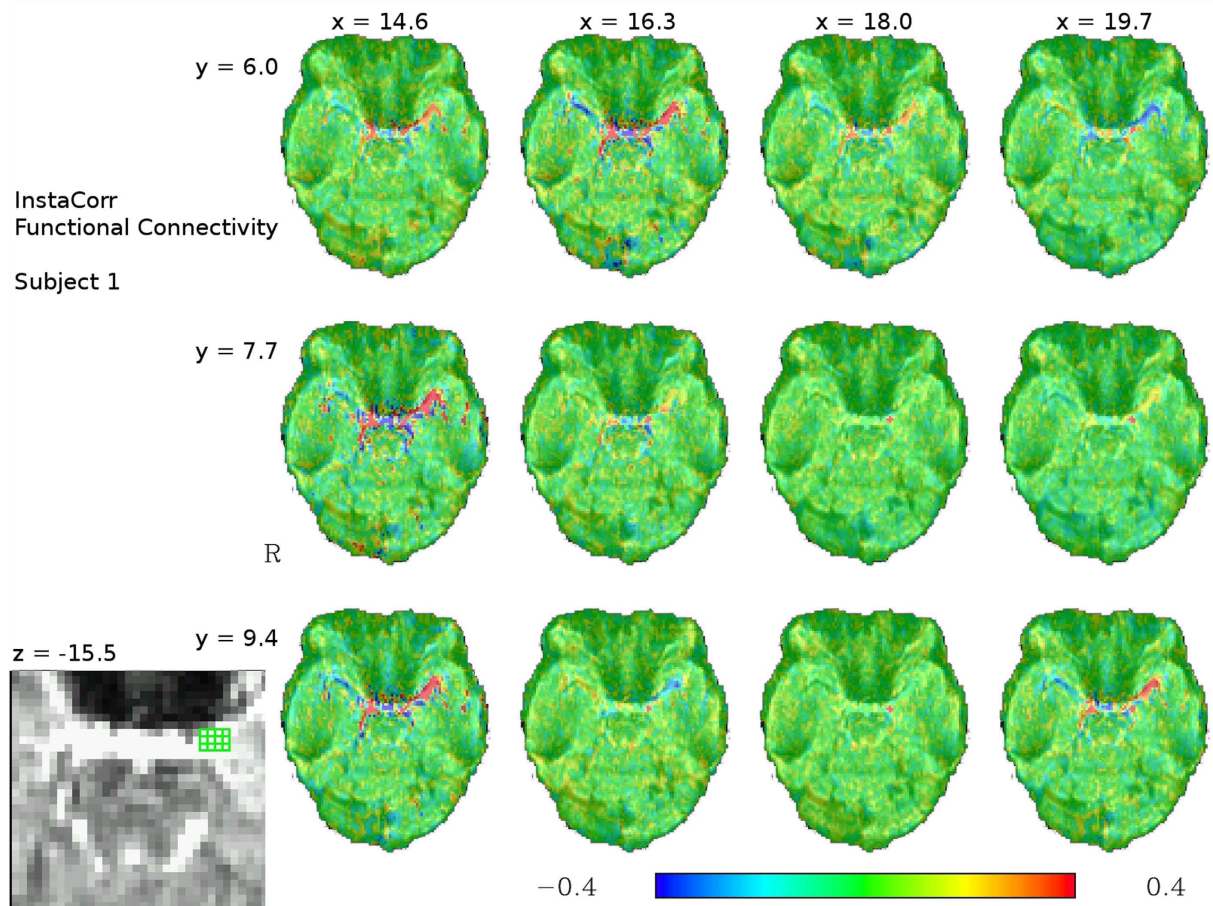 x = 14.6 x = 16.3 x = 18.0 x = 19.7
y = 6.0
InstaCorr
Functional Connectivity
Subject 1
y = 7.7
R
y = 9.4
z = -15.5
−0.4 0.4